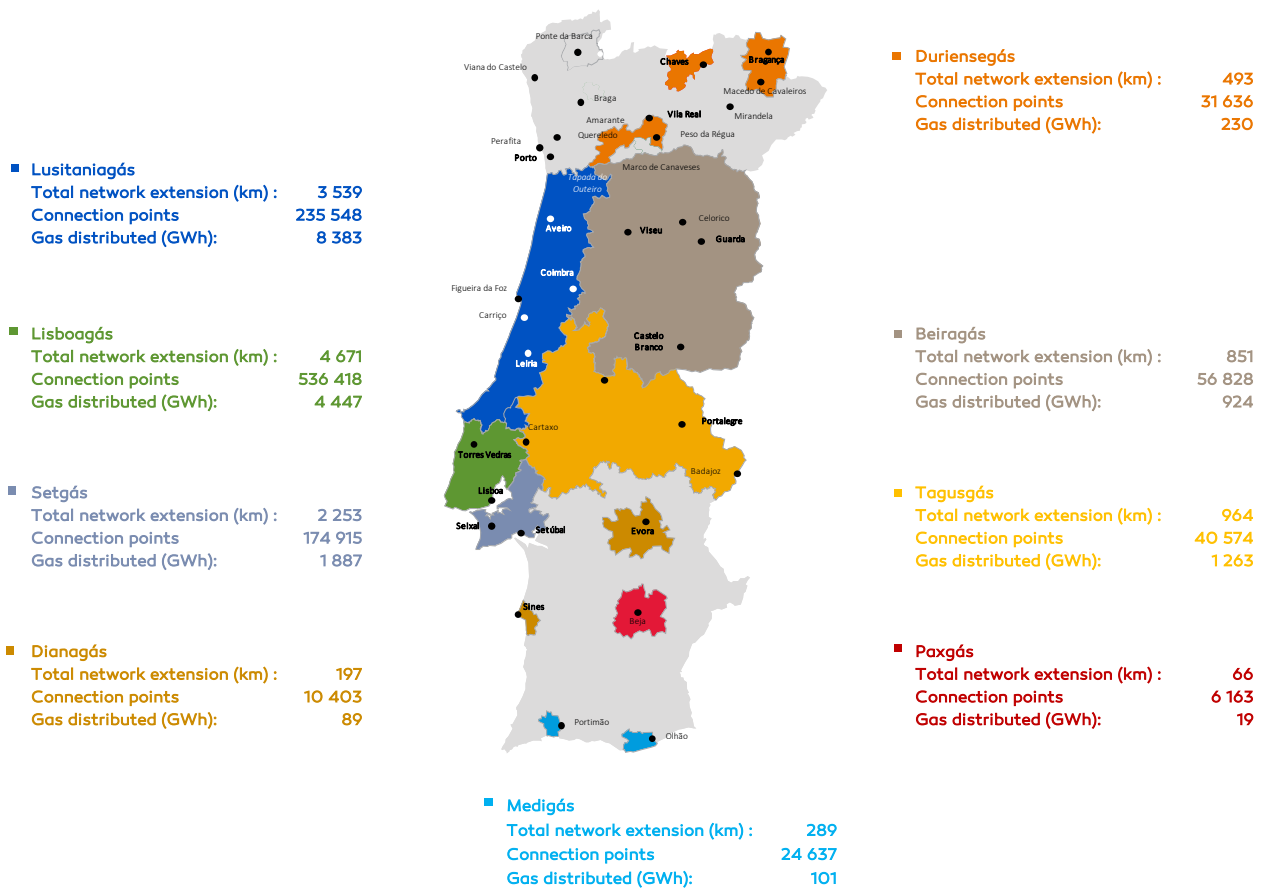 Lusitaniagás
Total network extension (km) : 3 539
Connection points 235 548
Gas distributed (GWh): 8 383
Lisboagás
Total network extension (km) : 4 671
Connection points 536 418
Gas distributed (GWh): 4 447
Setgás
Total network extension (km) : 2 253
Connection points 174 915
Gas distributed (GWh): 1 887
Dianagás
Total network extension (km) : 197
Connection points 10 403
Gas distributed (GWh): 89
Ponte da Barca
Viana do Castelo
Chaves
Bragança
Macedo de Cavaleiros
Braga
Mirandela
Amarante
Vila Real
Quereledo
Peso da Régua
Perafita
Porto
Marco de Canaveses
Tapada do
Outeiro
Celorico
Aveiro
Viseu
Guarda
Coimbra
Figueira da Foz
Carriço
Castelo
Branco
Leiria
Cartaxo
Portalegre
Torres Vedras
Badajoz
Lisboa
Seixal
Setúbal
Evora
Sines
Beja
Portimão
Olhão
Duriensegás
Total network extension (km) : 493
Connection points 31 636
Gas distributed (GWh): 230
Beiragás
Total network extension (km) : 851
Connection points 56 828
Gas distributed (GWh): 924
Tagusgás
Total network extension (km) : 964
Connection points 40 574
Gas distributed (GWh): 1 263
Paxgás
Total network extension (km) : 66
Connection points 6 163
Gas distributed (GWh): 19
Medigás
Total network extension (km) : 289
Connection points 24 637
Gas distributed (GWh): 101